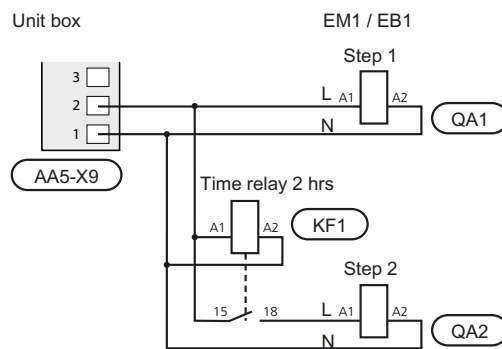 Unit box
EM1 / EB1
Step 1
3
2
1
L A1 A2
N
QA1
AA5-X9
Time relay 2 hrs
A1 A2
KF1
Step 2
15 18 L A1 A2
N
QA2